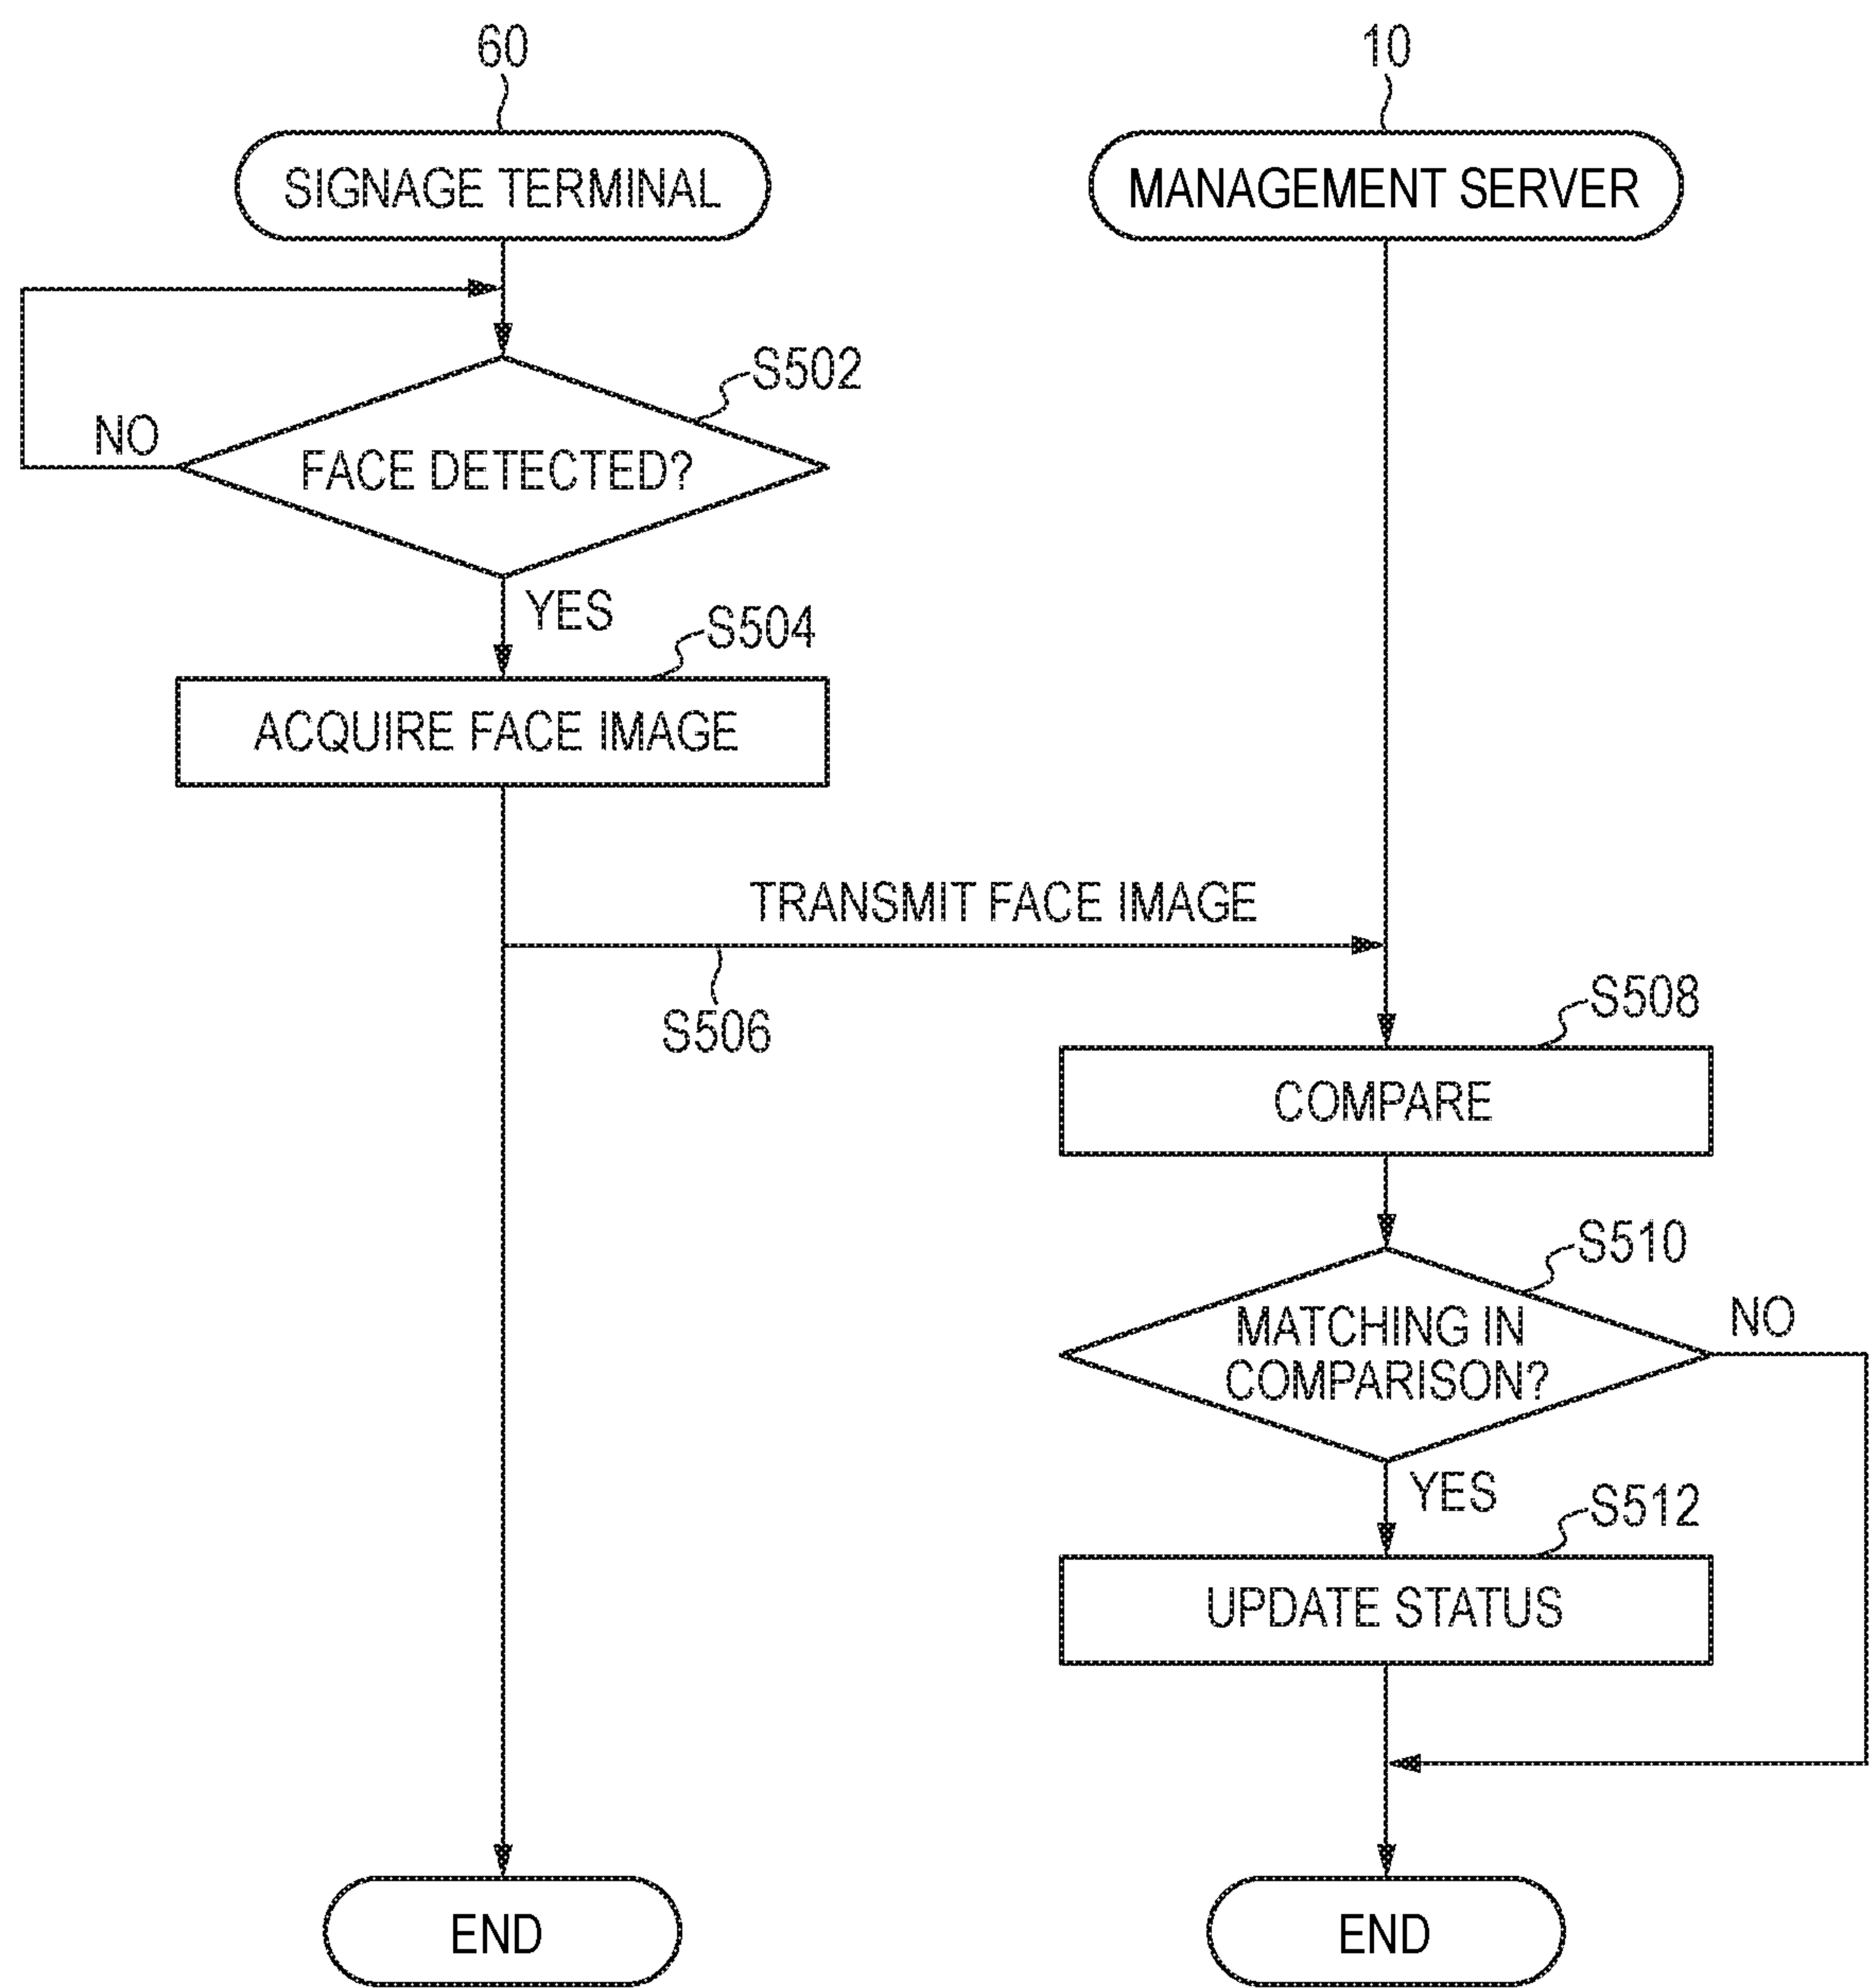 60
10
SIGNAGE TERMINAL
MANAGEMENT SERVER
S502
NO
FACE DETECTED?
YES
S504
ACQUIRE FACE IMAGE
TRANSMIT FACE IMAGE
S506
S508
COMPARE
S510
MATCHING IN
COMPARISON?
NO
YES
S512
UPDATE STATUS
END
END